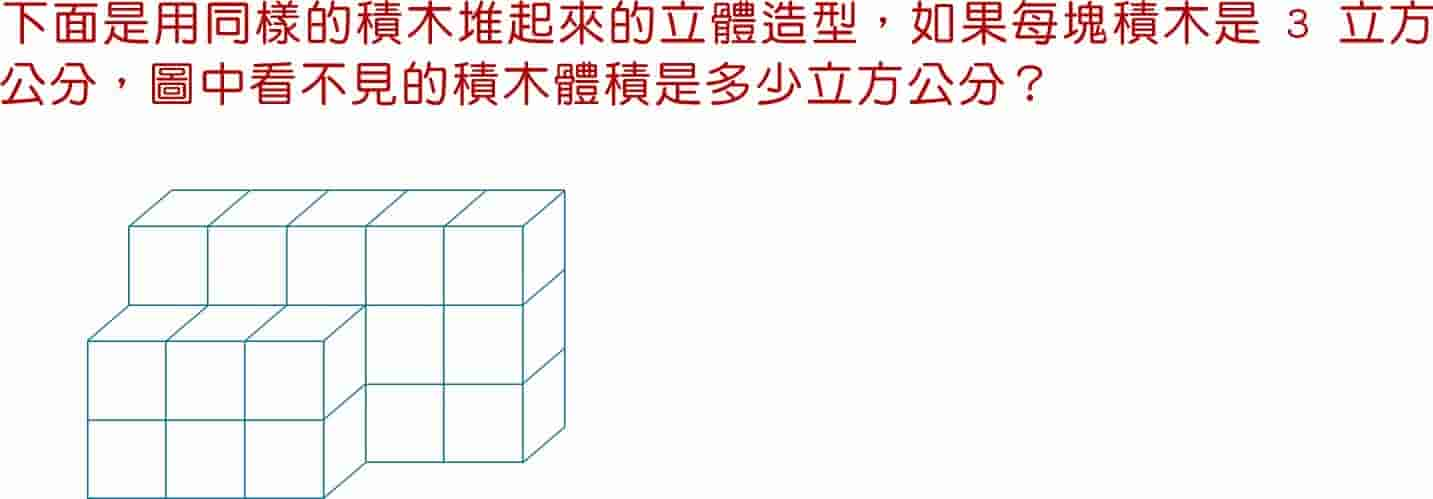 下面是用同樣的積木堆起來的立體造型，如果每塊積木是 3 立方
公分，圖中看不見的積木體積是多少立方公分？